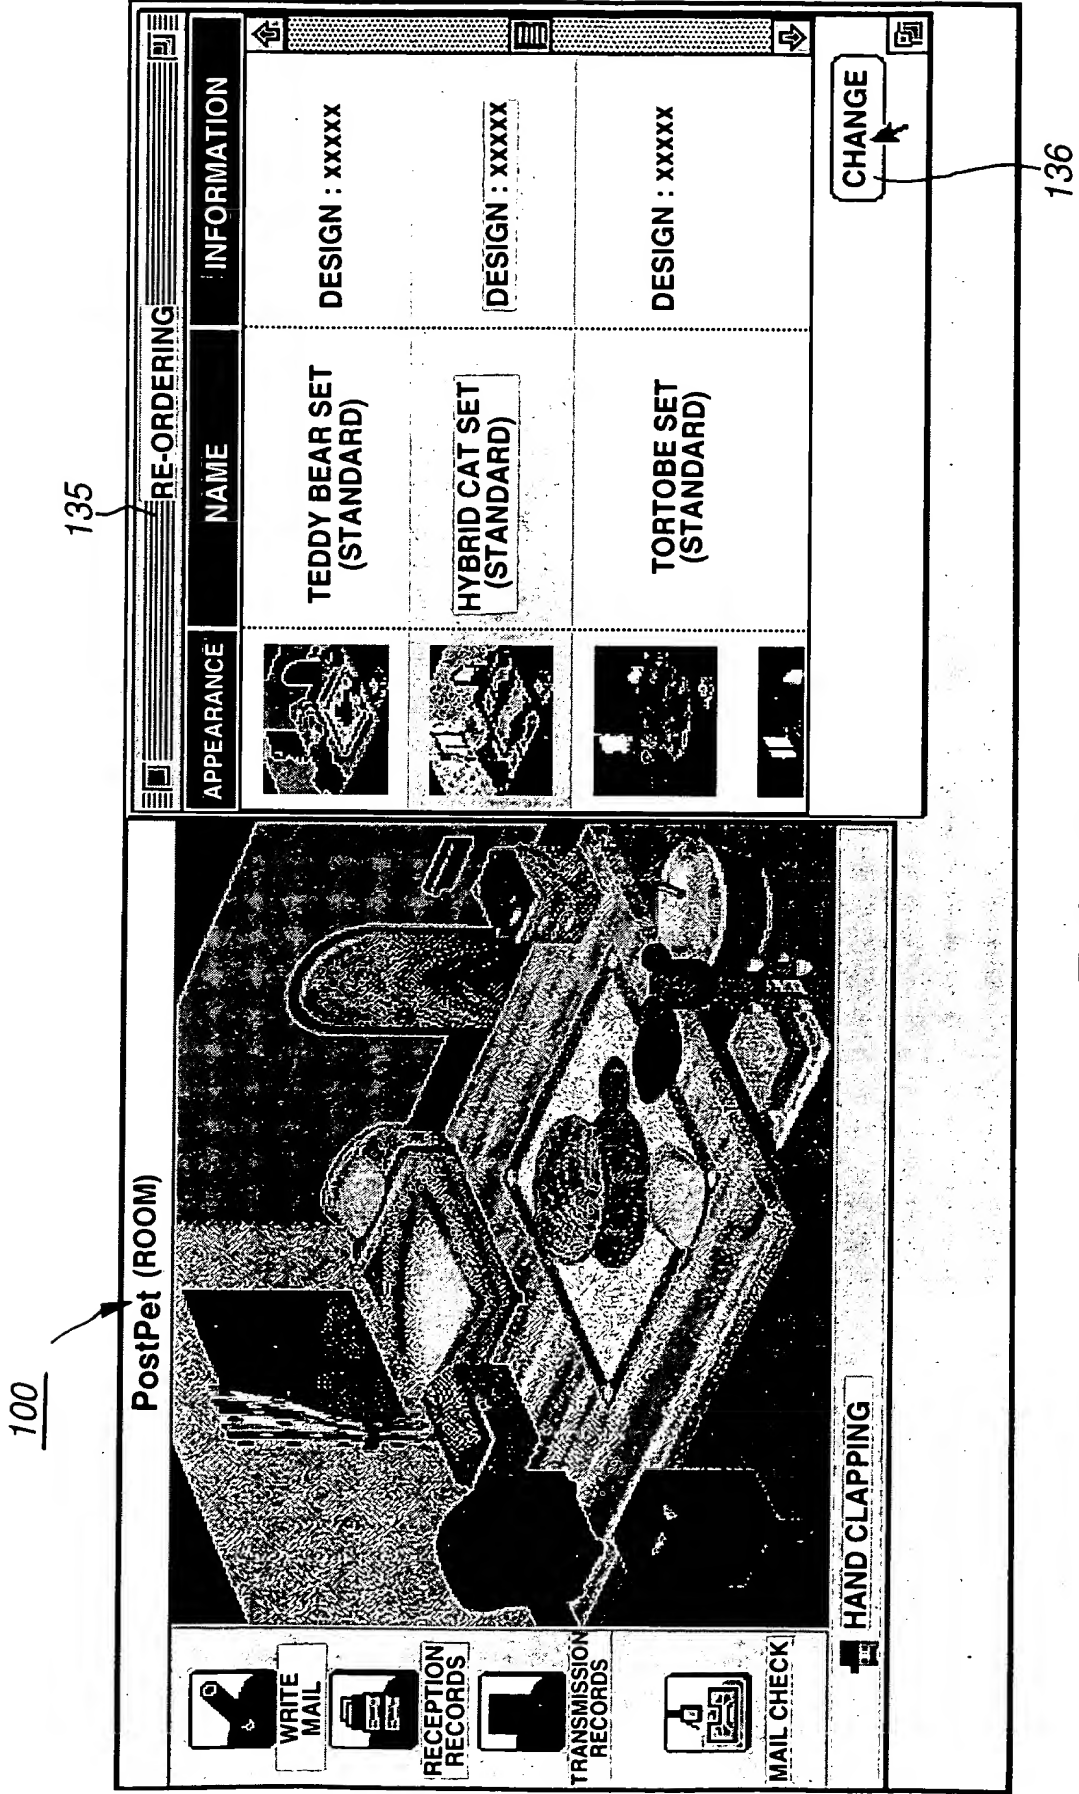 100
PostPet (ROOM)
WRITE
MAIL
RECEPTION
RECORDS
TRANSMISSION
RECORDS
MAIL CHECK
HAND CLAPPING
135
RE-ORDERING
APPEARANCE
NAME
INFORMATION
TEDDY BEAR SET
(STANDARD)
DESIGN : xxxxx
HYBRID CAT SET
(STANDARD)
DESIGN : xxxxx
TORTOBE SET
(STANDARD)
DESIGN : xxxxx
CHANGE
136